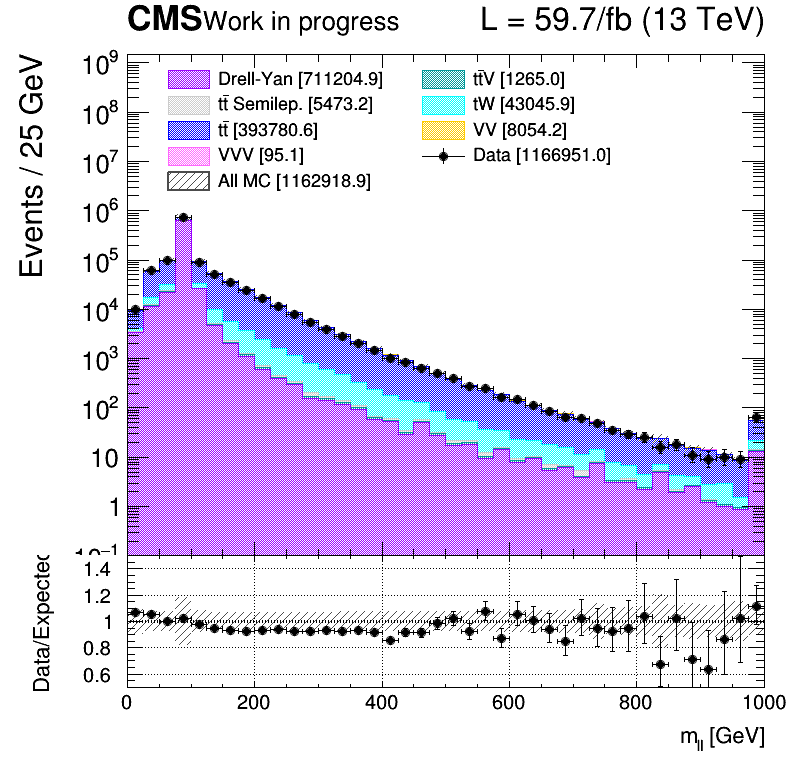 CMS Work in progress L = 59.7/fb (13 TeV)
Events / 25 GeV
10⁹
10⁸
10⁷
10⁶
10⁵
10⁴
10³
10²
10
1
10⁻¹
Drell-Yan [711204.9]
tt̄ Semilep. [5473.2]
tt̄ [393780.6]
VVV [95.1]
All MC [1162918.9]
tt̄V [1265.0]
tW [43045.9]
VV [8054.2]
Data [1166951.0]
Data/Expected
1.4
1.2
1
0.8
0.6
0 200 400 600 800 1000
m_ll [GeV]